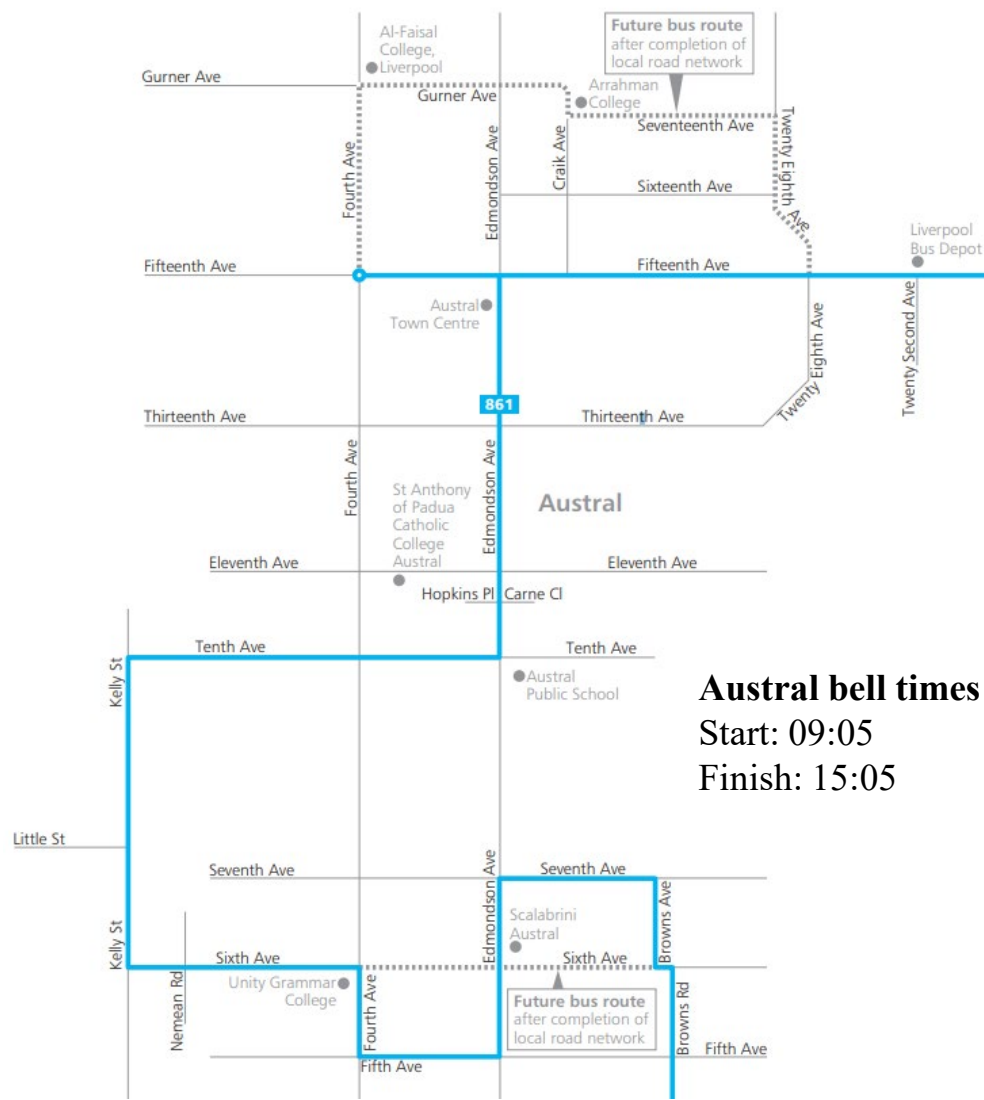 Al-Faisal
College,
Liverpool
Future bus route
after completion of
local road network
Gurner Ave
Gurner Ave
Arrahman
College
Seventeenth Ave
Fourth Ave
Edmondson Ave
Craik Ave
Twenty Eighth Ave
Sixteenth Ave
Liverpool
Bus Depot
Fifteenth Ave
Fifteenth Ave
Austral
Town Centre
Twenty Eighth Ave
Twenty Second Ave
861
Thirteenth Ave
Thirteenth Ave
Twenty
Fourth Ave
Edmondson Ave
St Anthony
of Padua
Catholic
College
Austral
Austral
Eleventh Ave
Eleventh Ave
Hopkins Pl
Carne Cl
Tenth Ave
Tenth Ave
Kelly St
Austral
Public School
Austral bell times
Start: 09:05
Finish: 15:05
Little St
Seventh Ave
Edmondson Ave
Seventh Ave
Kelly St
Scalabrini
Austral
Browns Ave
Sixth Ave
Sixth Ave
Nemean Rd
Unity Grammar
College
Fourth Ave
Future bus route
after completion of
local road network
Browns Rd
Fifth Ave
Fifth Ave